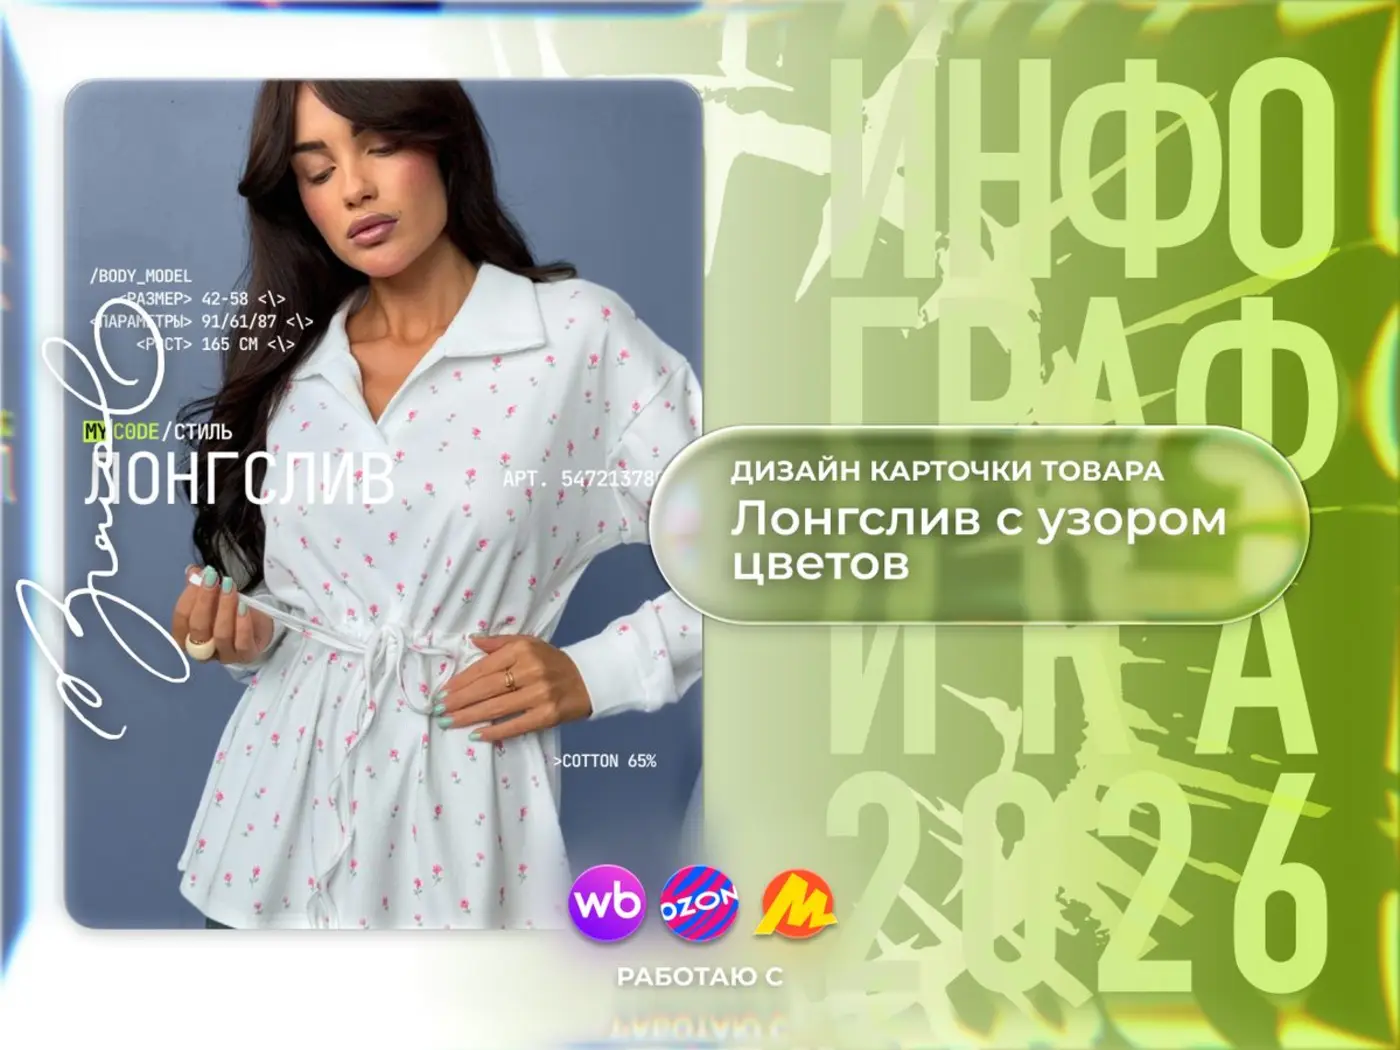 /BODY_MODEL
<РАЗМЕР> 42-58 <\>
<ПАРАМЕТРЫ> 91/61/87 <\>
<РОСТ> 165 СМ <\>
MY CODE/СТИЛЬ
ЛОНГСЛИВ
АРТ. 54721378
>COTTON 65%
ИНФО
ГРАФ
ИКА
2026
ДИЗАЙН КАРТОЧКИ ТОВАРА
Лонгслив с узором
цветов
wb
OZON
М
РАБОТАЮ С